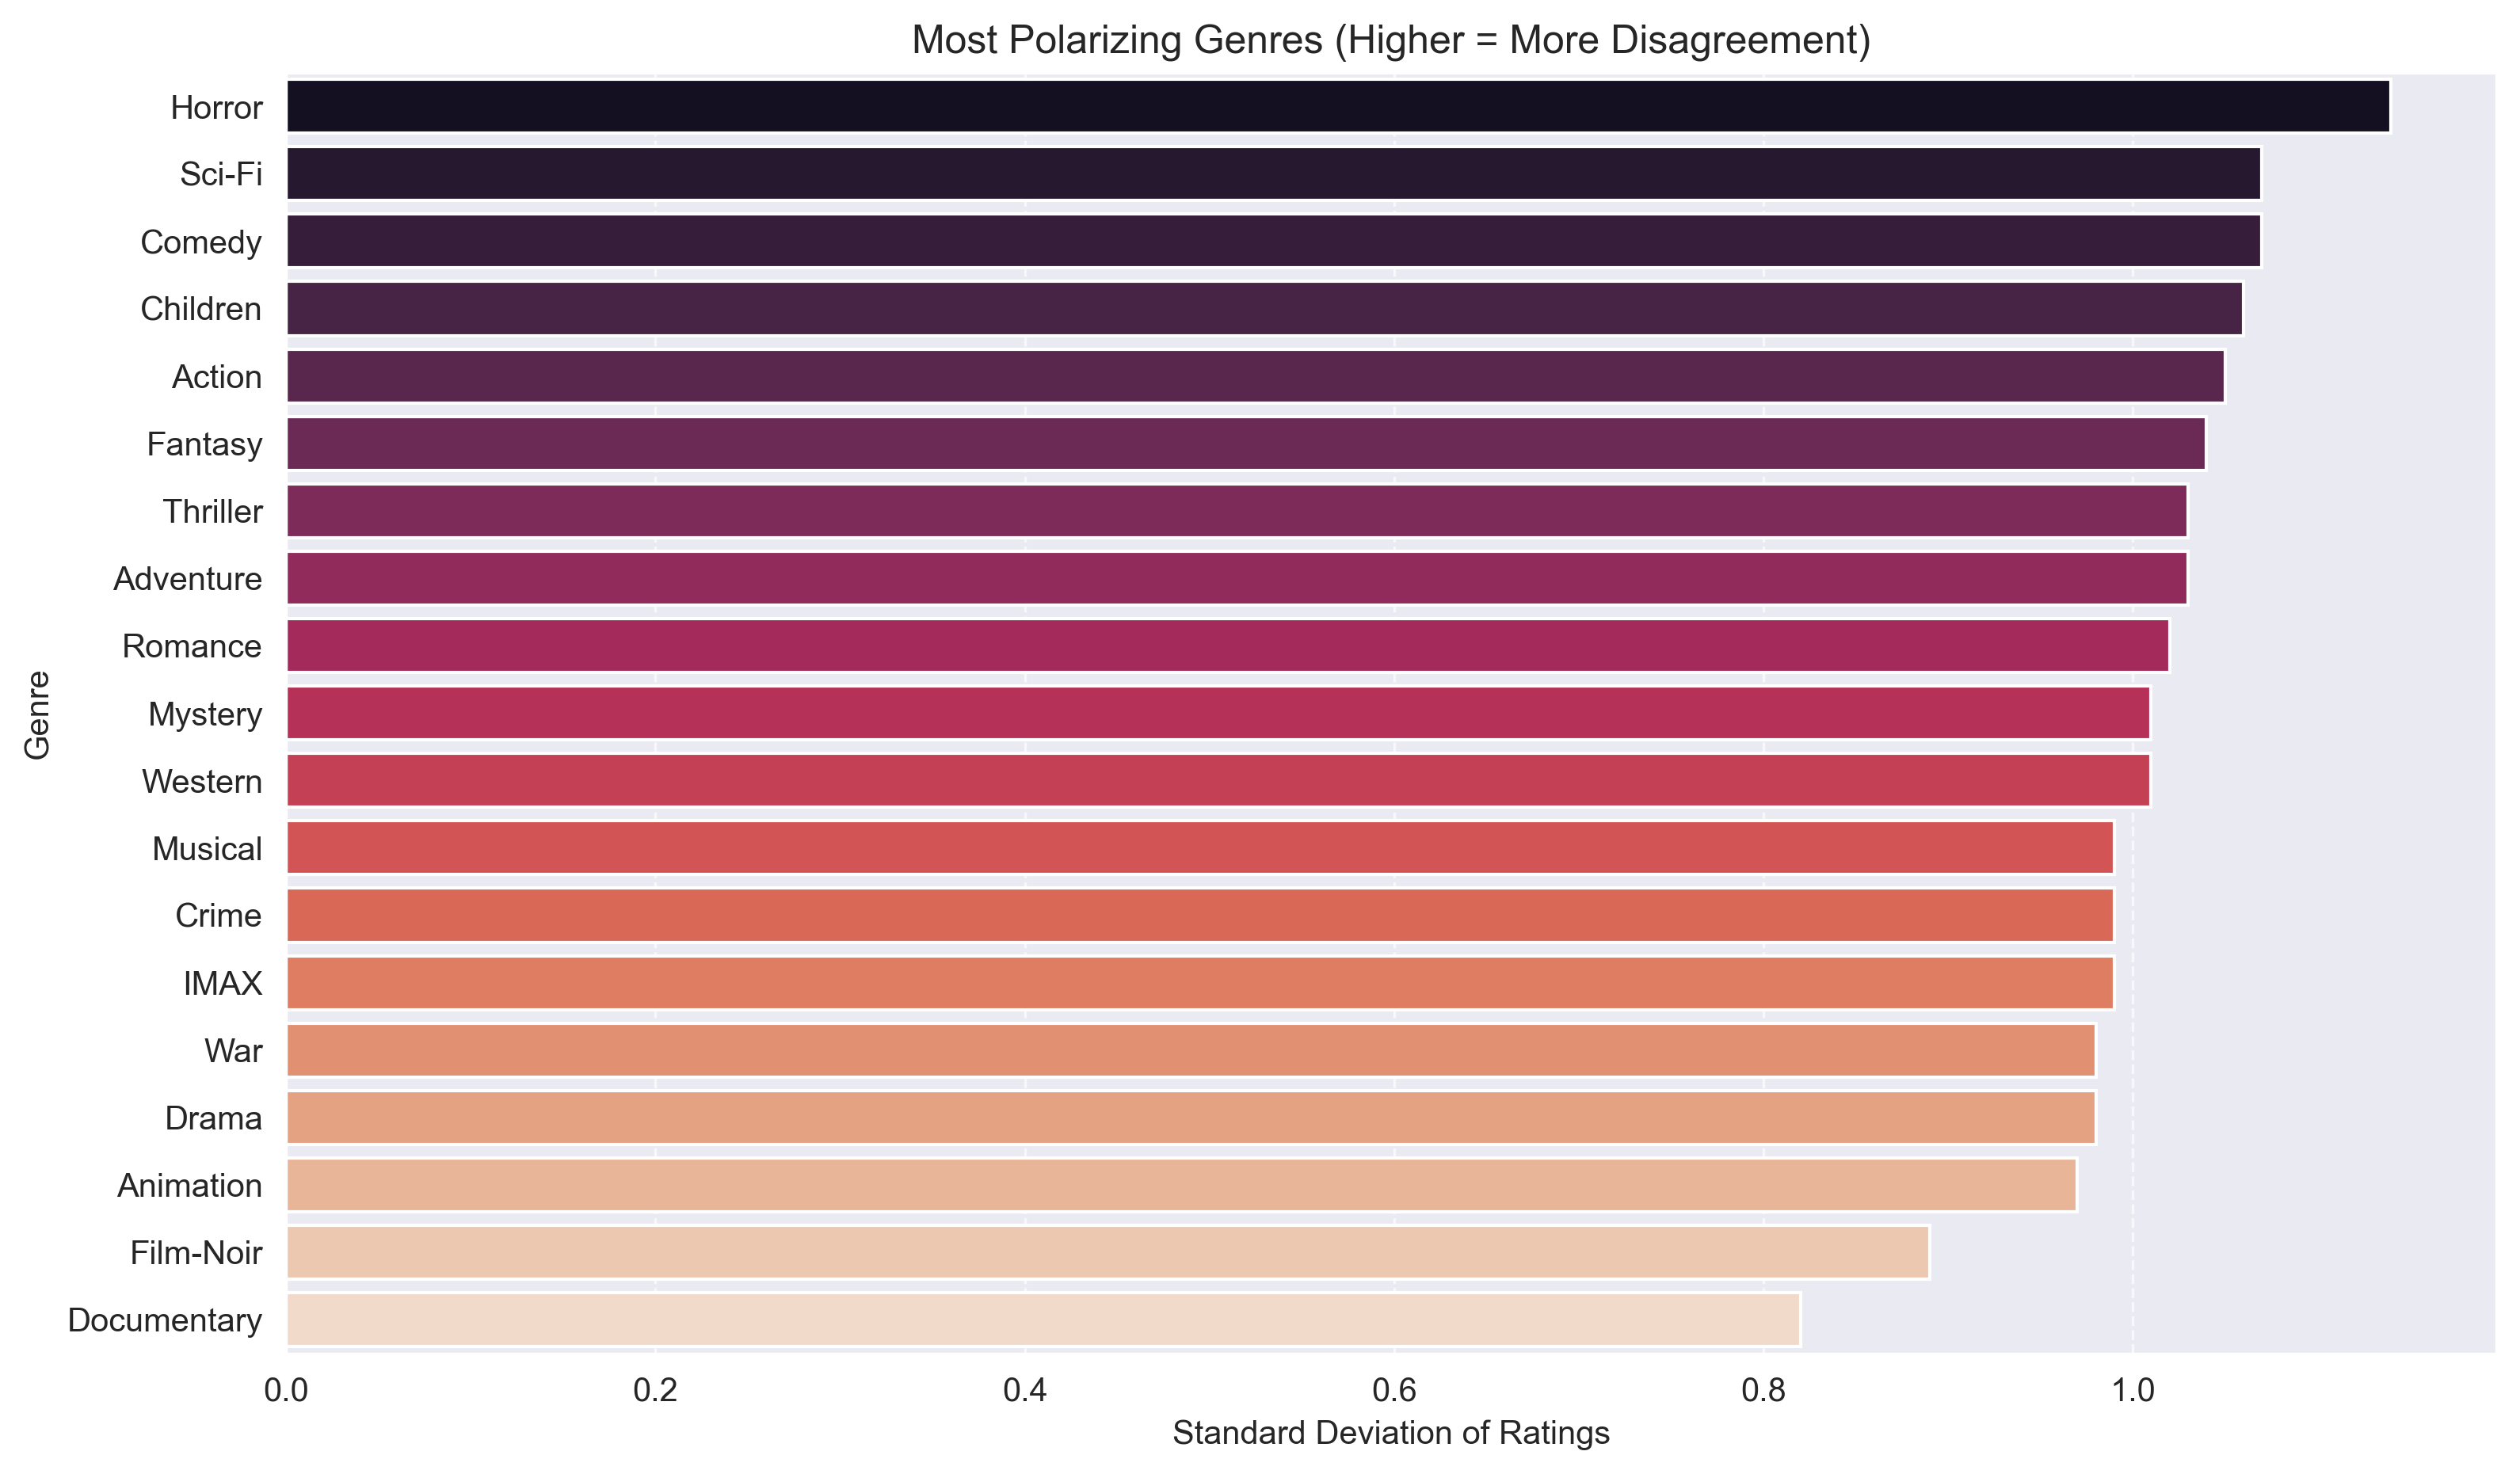 Most Polarizing Genres (Higher = More Disagreement)
Genre
Horror
Sci-Fi
Comedy
Children
Action
Fantasy
Thriller
Adventure
Romance
Mystery
Western
Musical
Crime
IMAX
War
Drama
Animation
Film-Noir
Documentary
0.0 0.2 0.4 0.6 0.8 1.0
Standard Deviation of Ratings